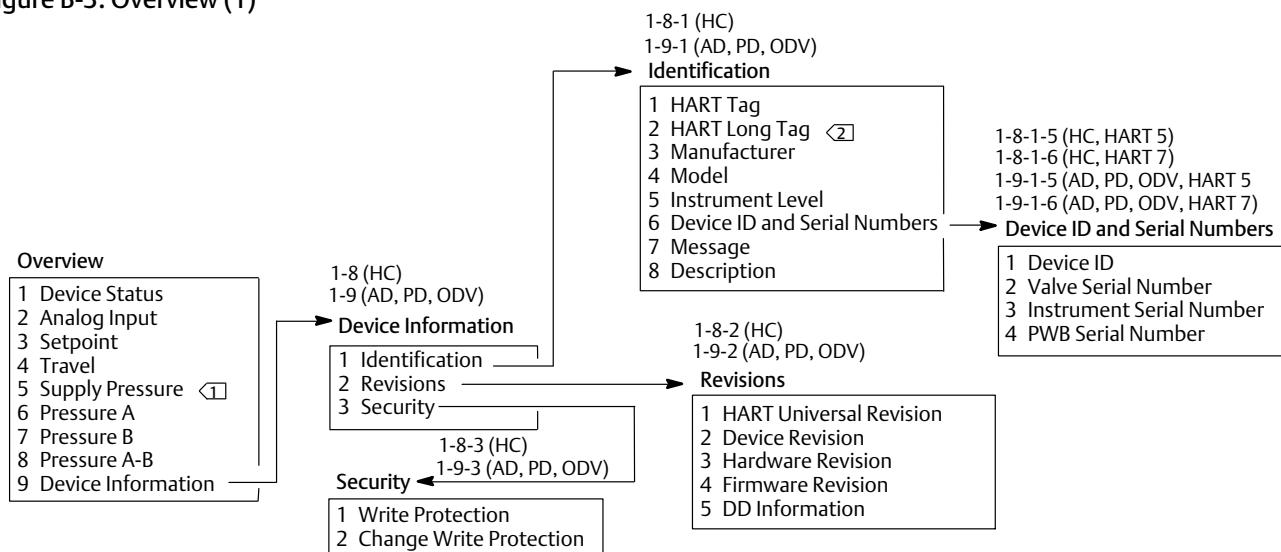 Figure B-3. Overview (1)
Overview
1 Device Status
2 Analog Input
3 Setpoint
4 Travel
5 Supply Pressure 1
6 Pressure A
7 Pressure B
8 Pressure A-B
9 Device Information
1-8 (HC)
1-9 (AD, PD, ODV)
Device Information
1 Identification
2 Revisions
3 Security
1-8-3 (HC)
1-9-3 (AD, PD, ODV)
Security
1 Write Protection
2 Change Write Protection
1-8-1 (HC)
1-9-1 (AD, PD, ODV)
Identification
1 HART Tag
2 HART Long Tag 2
3 Manufacturer
4 Model
5 Instrument Level
6 Device ID and Serial Numbers
7 Message
8 Description
1-8-2 (HC)
1-9-2 (AD, PD, ODV)
Revisions
1 HART Universal Revision
2 Device Revision
3 Hardware Revision
4 Firmware Revision
5 DD Information
1-8-1-5 (HC, HART 5)
1-8-1-6 (HC, HART 7)
1-9-1-5 (AD, PD, ODV, HART 5
1-9-1-6 (AD, PD, ODV, HART 7)
Device ID and Serial Numbers
1 Device ID
2 Valve Serial Number
3 Instrument Serial Number
4 PWB Serial Number